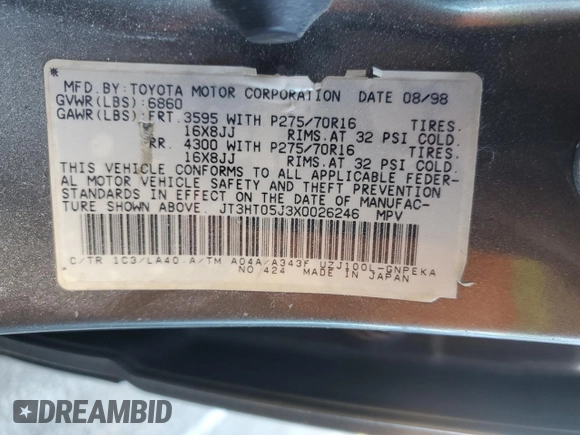 MFD.BY:TOYOTA MOTOR CORPORATION DATE 08/98
GVWR(LBS):6860
GAWR(LBS):FRT. 3595 WITH P275/70R16 TIRES.
16X8JJ RIMS.AT 32 PSI COLD.
RR. 4300 WITH P275/70R16 TIRES.
16X8JJ RIMS.AT 32 PSI COLD.
THIS VEHICLE CONFORMS TO ALL APPLICABLE FEDER-
AL MOTOR VEHICLE SAFETY AND THEFT PREVENTION
STANDARDS IN EFFECT ON THE DATE OF MANUFAC-
TURE SHOWN ABOVE. JT3HT05J3X0026246 MPV
C/TR 1C3/LA40 A/TM A04A/A343F UZJ100L-GNPEKA
NO 424 MADE IN JAPAN
DREAMBID